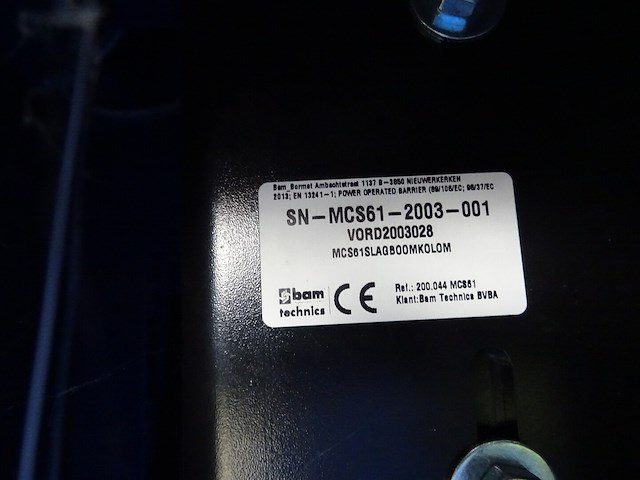 Bam_Bormet Ambachtstraat 1137 B-3850 NIEUWERKERKEN
2013; EN 13241-1; POWER OPERATED BARRIER (89/106/EC; 98/37/EC
SN-MCS61-2003-001
VORD2003028
MCS61SLAGBOOMKOLOM
bam
technics
CE
Ref.: 200.044 MCS61
Klant:Bam Technics BVBA